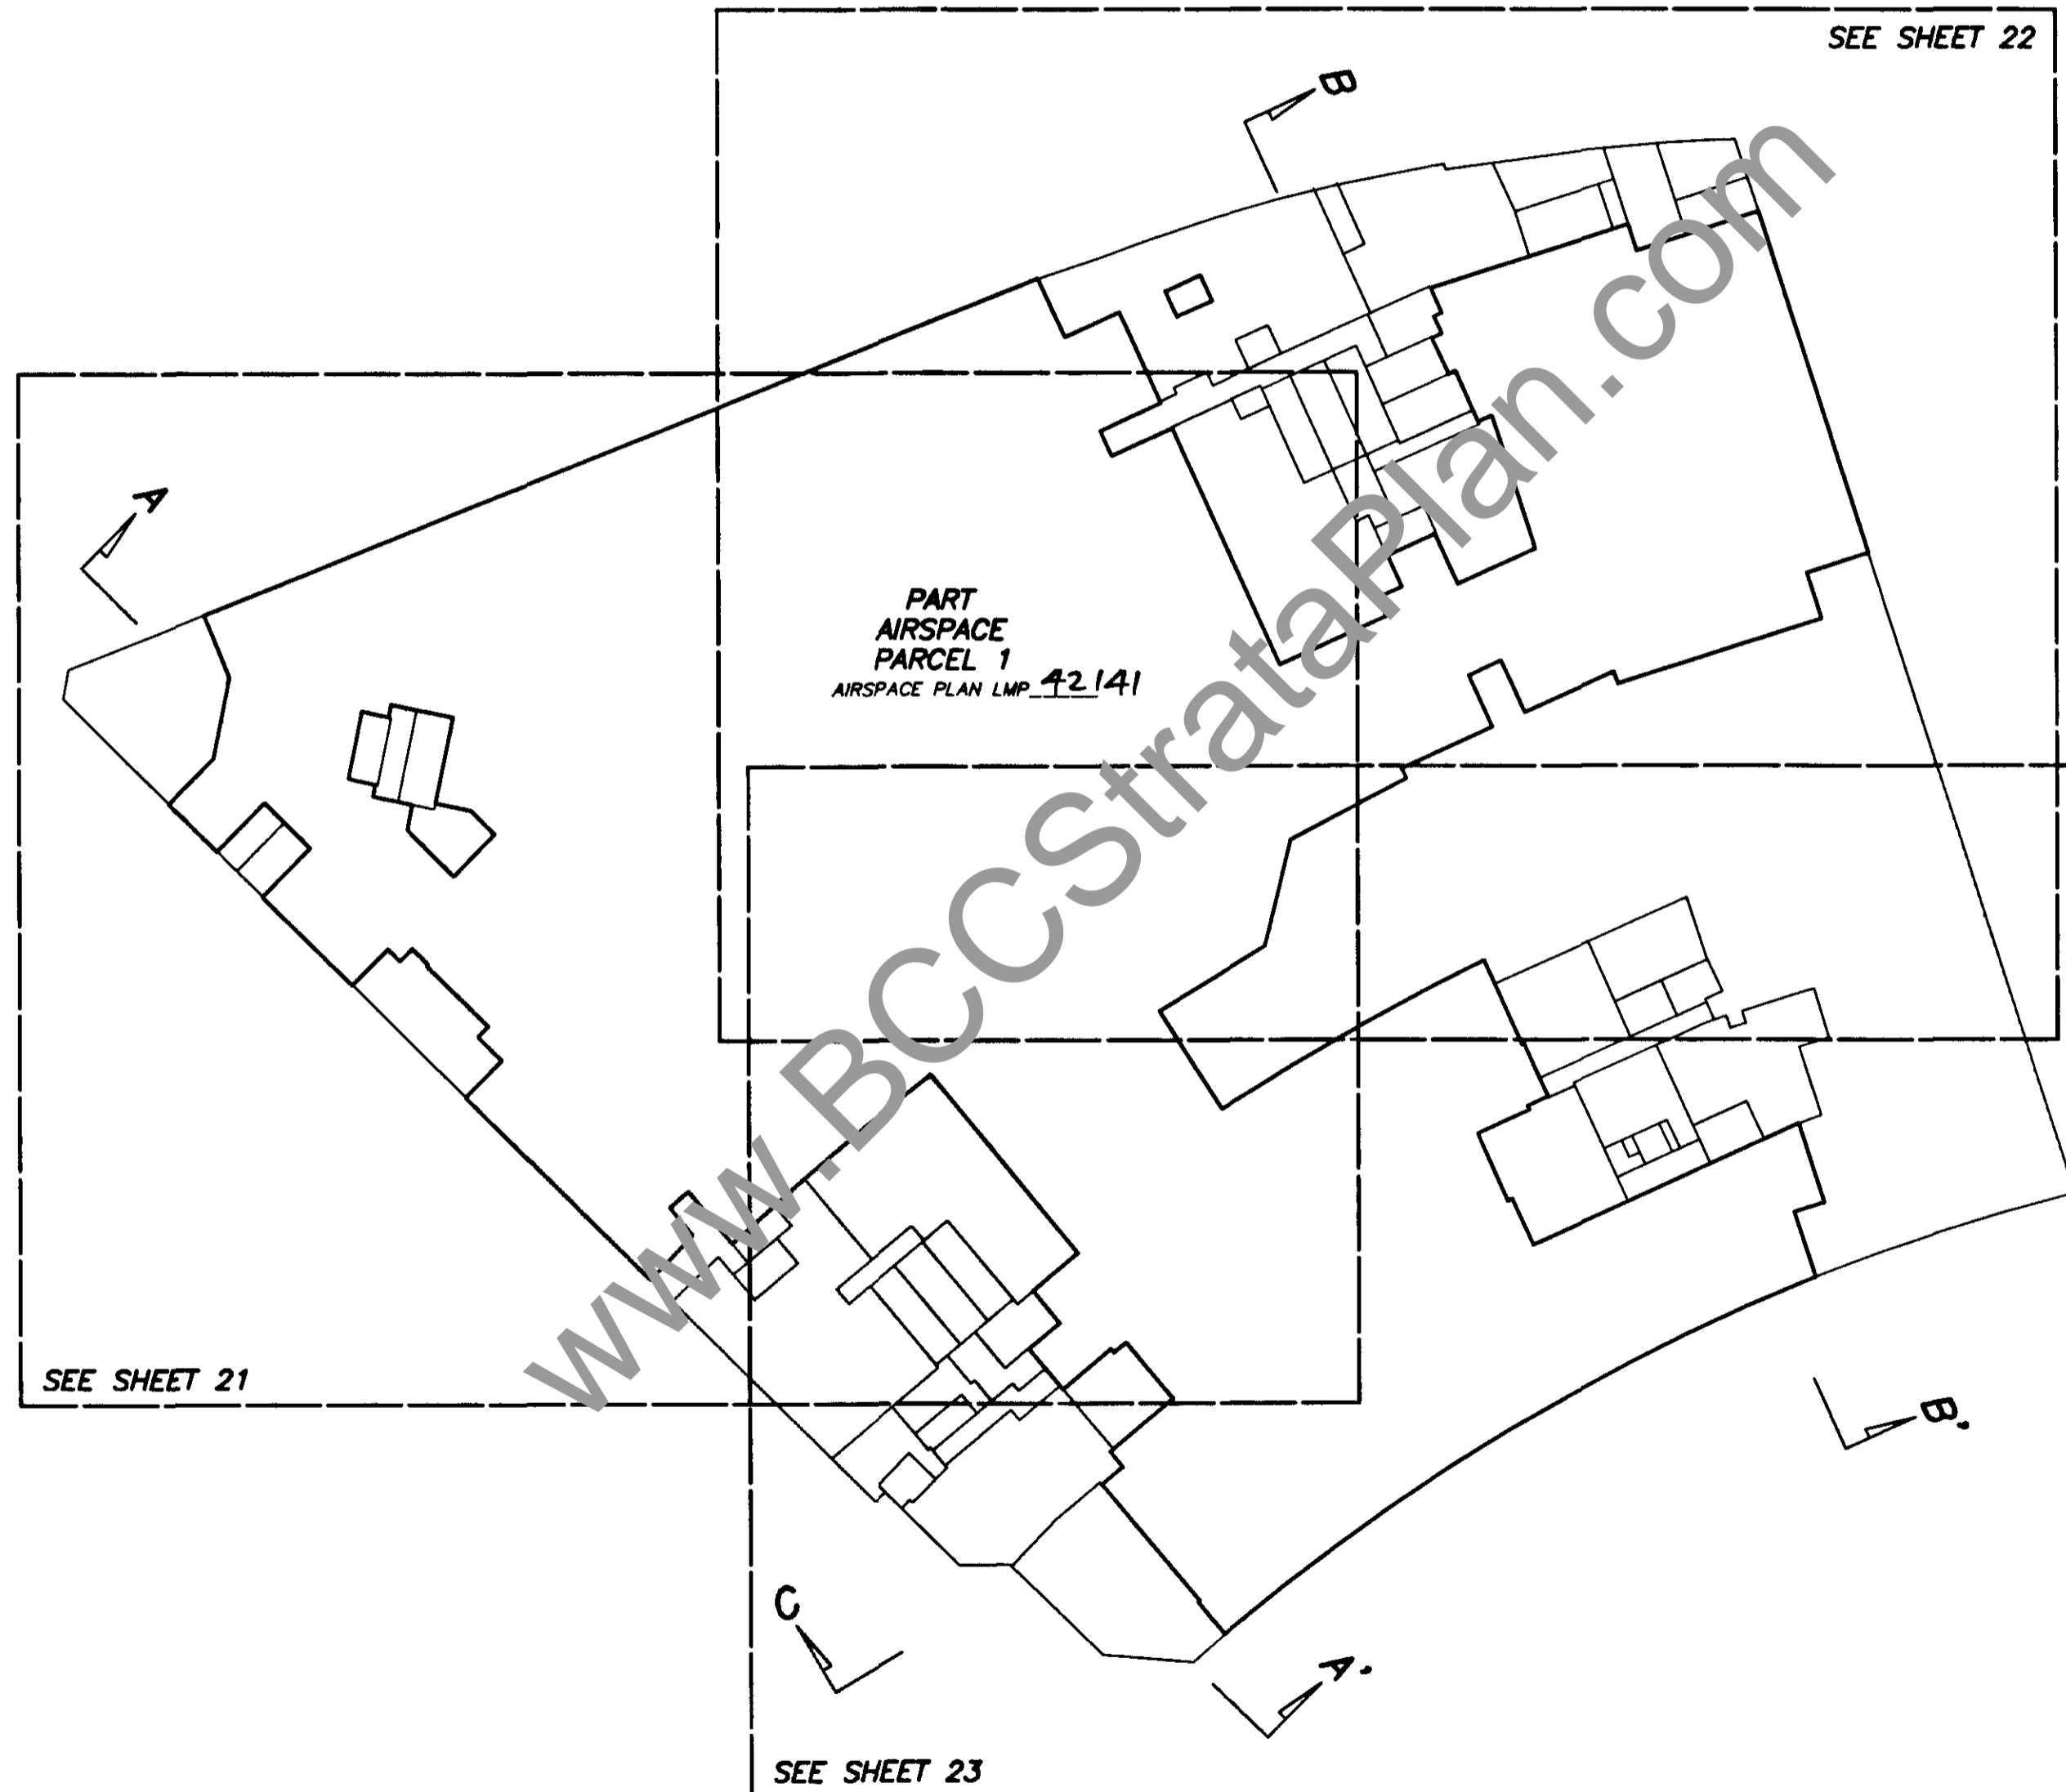 SEE SHEET 22
B
A
PART
AIRSPACE
PARCEL 1
AIRSPACE PLAN LMP 42141
www.BCCStrataPlan.com
SEE SHEET 21
B'
C
A'
SEE SHEET 23